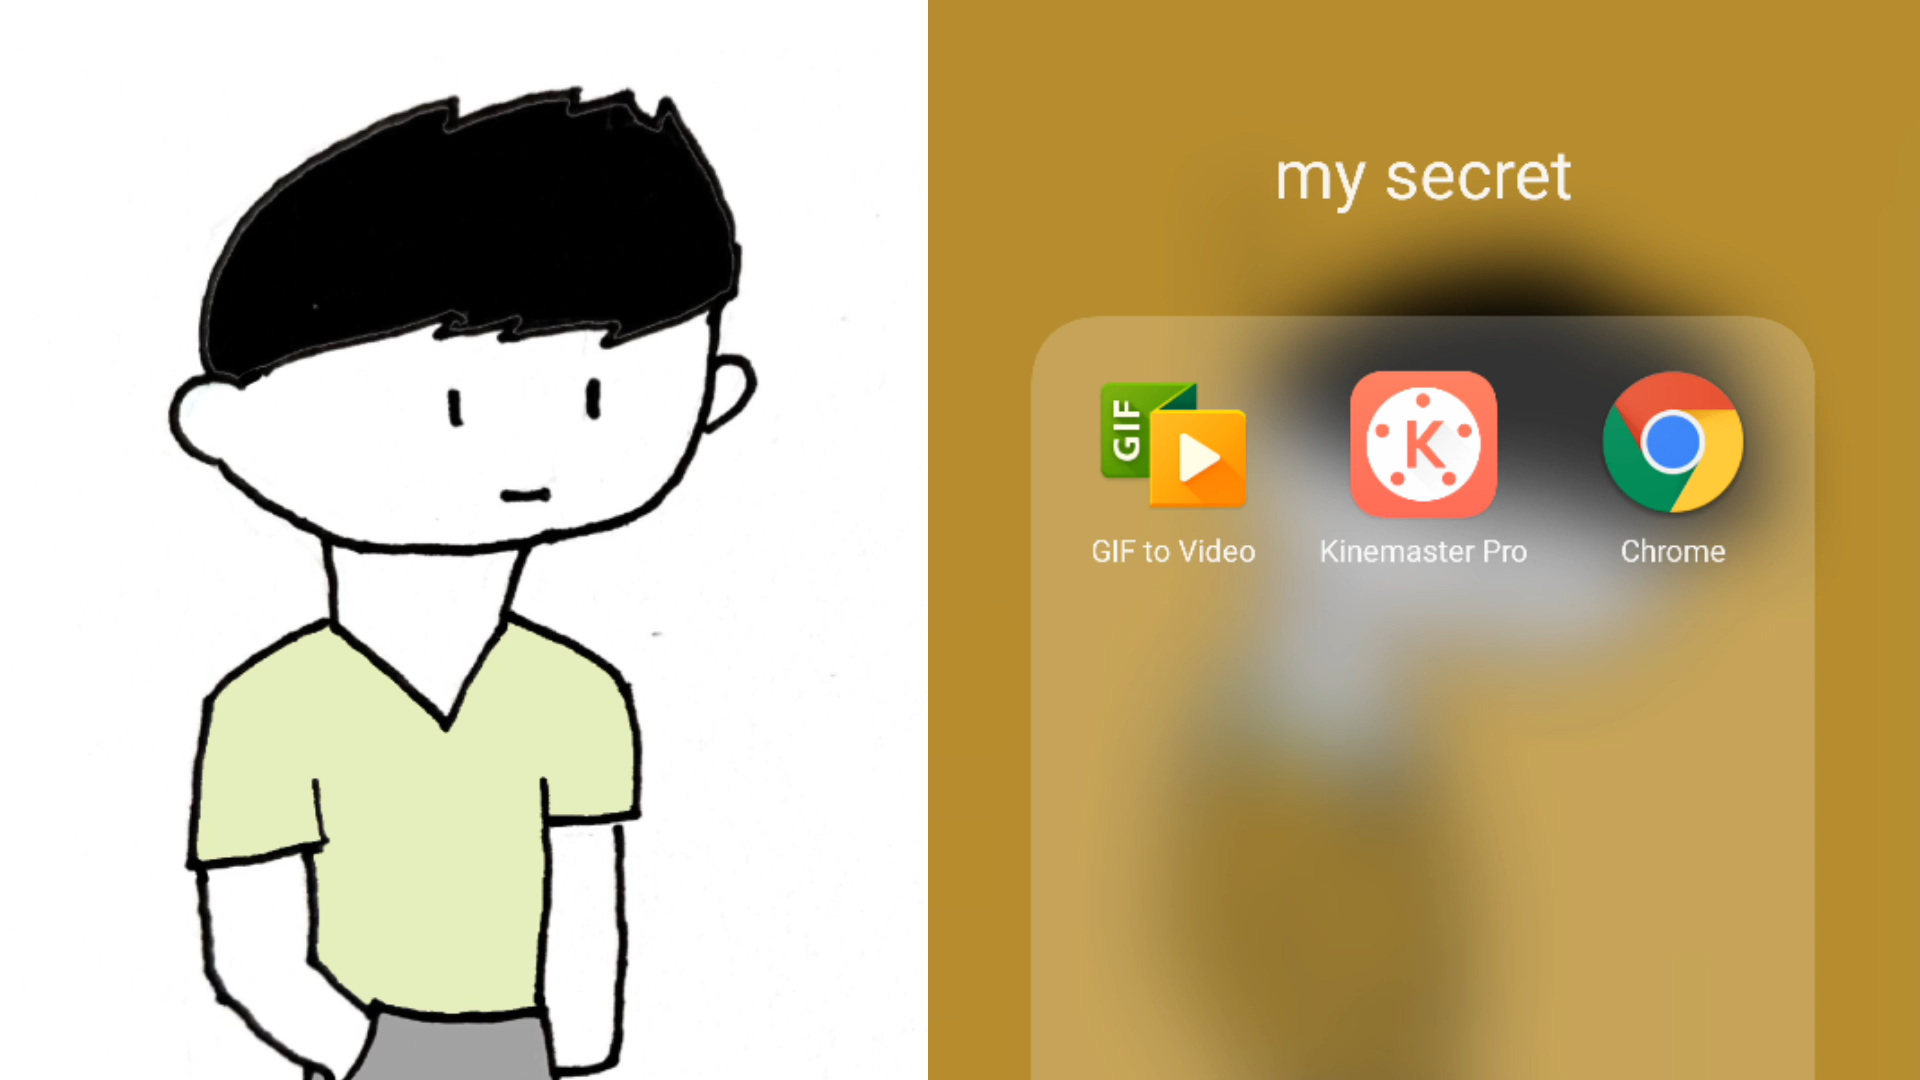 my secret
GIF
K
GIF to Video
Kinemaster Pro
Chrome